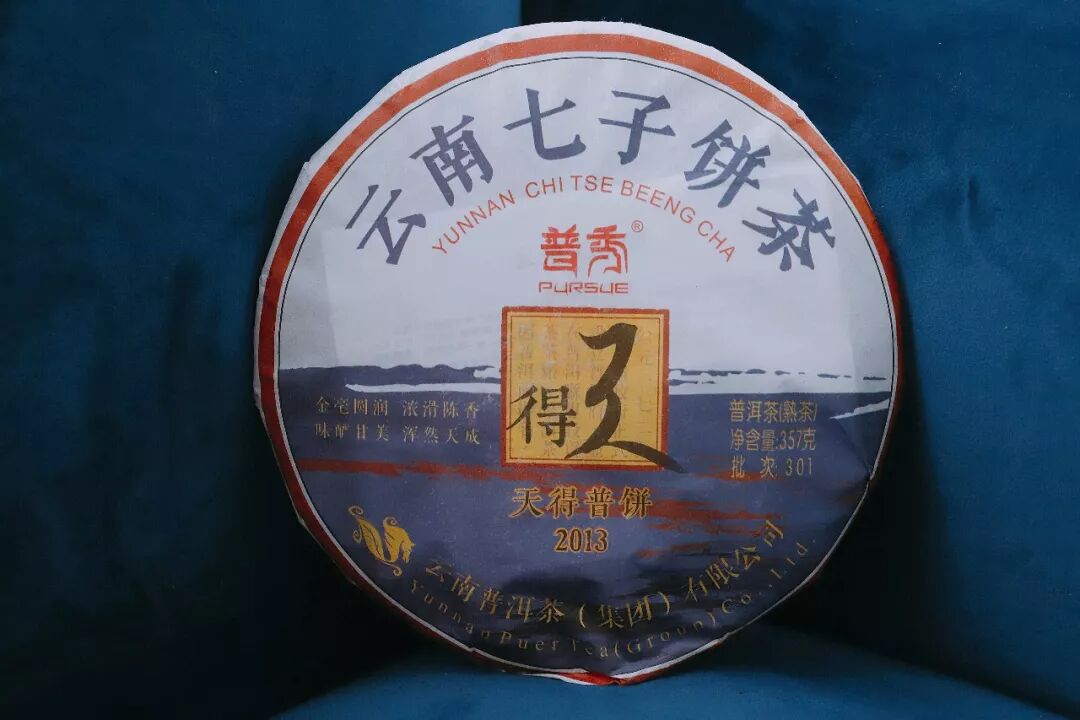 云南七子饼茶
YUNNAN CHI TSE BEENG CHA
普秀®
PURSUE
得
金毫圆润 浓滑陈香
味酽甘美 浑然天成
普洱茶(熟茶)
净含量:357克
批 次:301
天得普饼
2013
云南普洱茶（集团）有限公司
Yunnan Puer Tea(Group)Co.,Ltd.